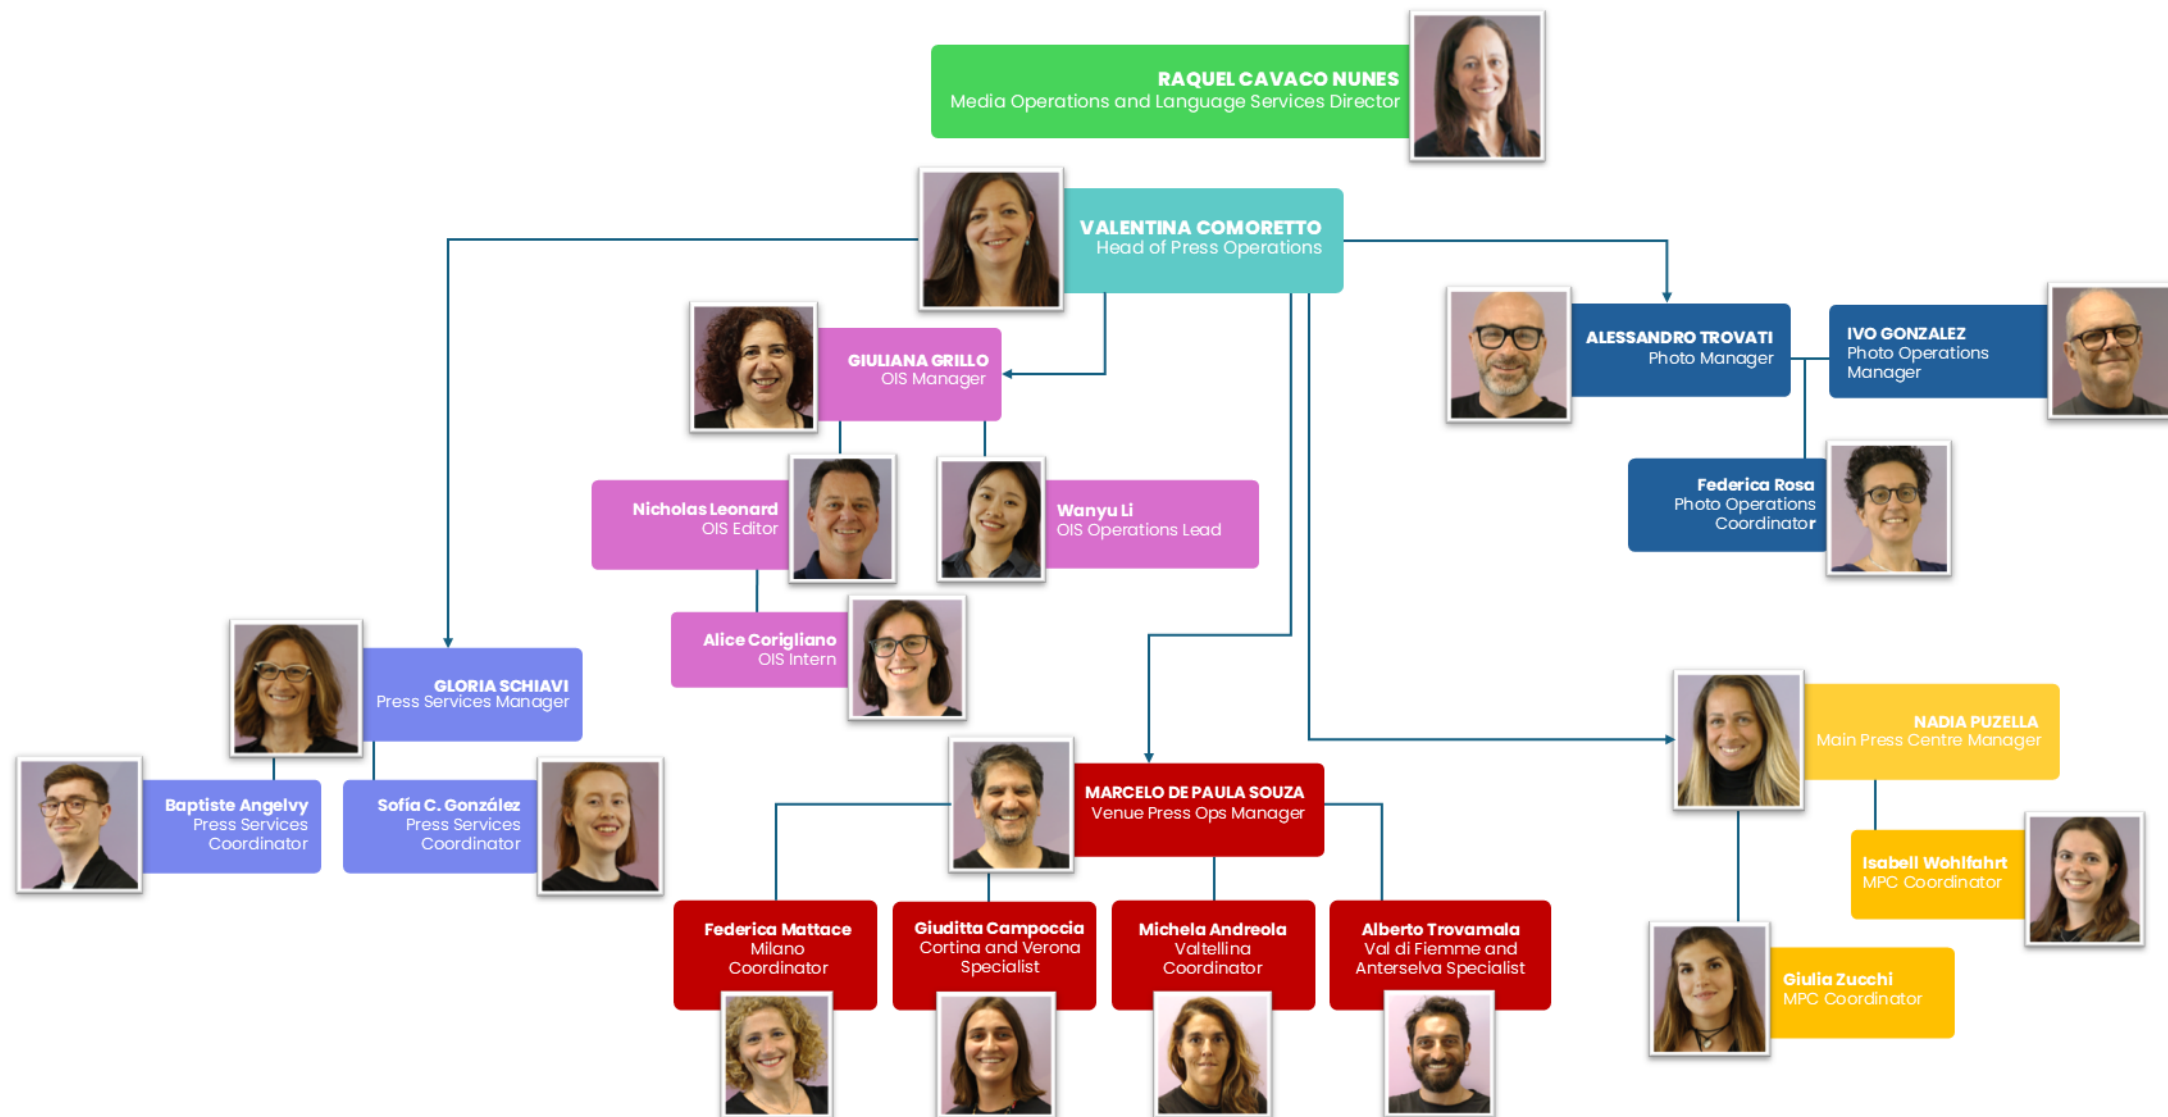 RAQUEL CAVACO NUNES
Media Operations and Language Services Director
VALENTINA COMORETTO
Head of Press Operations
GIULIANA GRILLO
OIS Manager
ALESSANDRO TROVATI
Photo Manager
IVO GONZALEZ
Photo Operations
Manager
Nicholas Leonard
OIS Editor
Wanyu Li
OIS Operations Lead
Federica Rosa
Photo Operations
Coordinator
Alice Corigliano
OIS Intern
GLORIA SCHIAVI
Press Services Manager
NADIA PUZELLA
Main Press Centre Manager
Baptiste Angelvy
Press Services
Coordinator
Sofía C. González
Press Services
Coordinator
MARCELO DE PAULA SOUZA
Venue Press Ops Manager
Isabell Wohlfahrt
MPC Coordinator
Federica Mattace
Milano
Coordinator
Giuditta Campoccia
Cortina and Verona
Specialist
Michela Andreola
Valtellina
Coordinator
Alberto Trovamala
Val di Fiemme and
Anterselva Specialist
Giulia Zucchi
MPC Coordinator